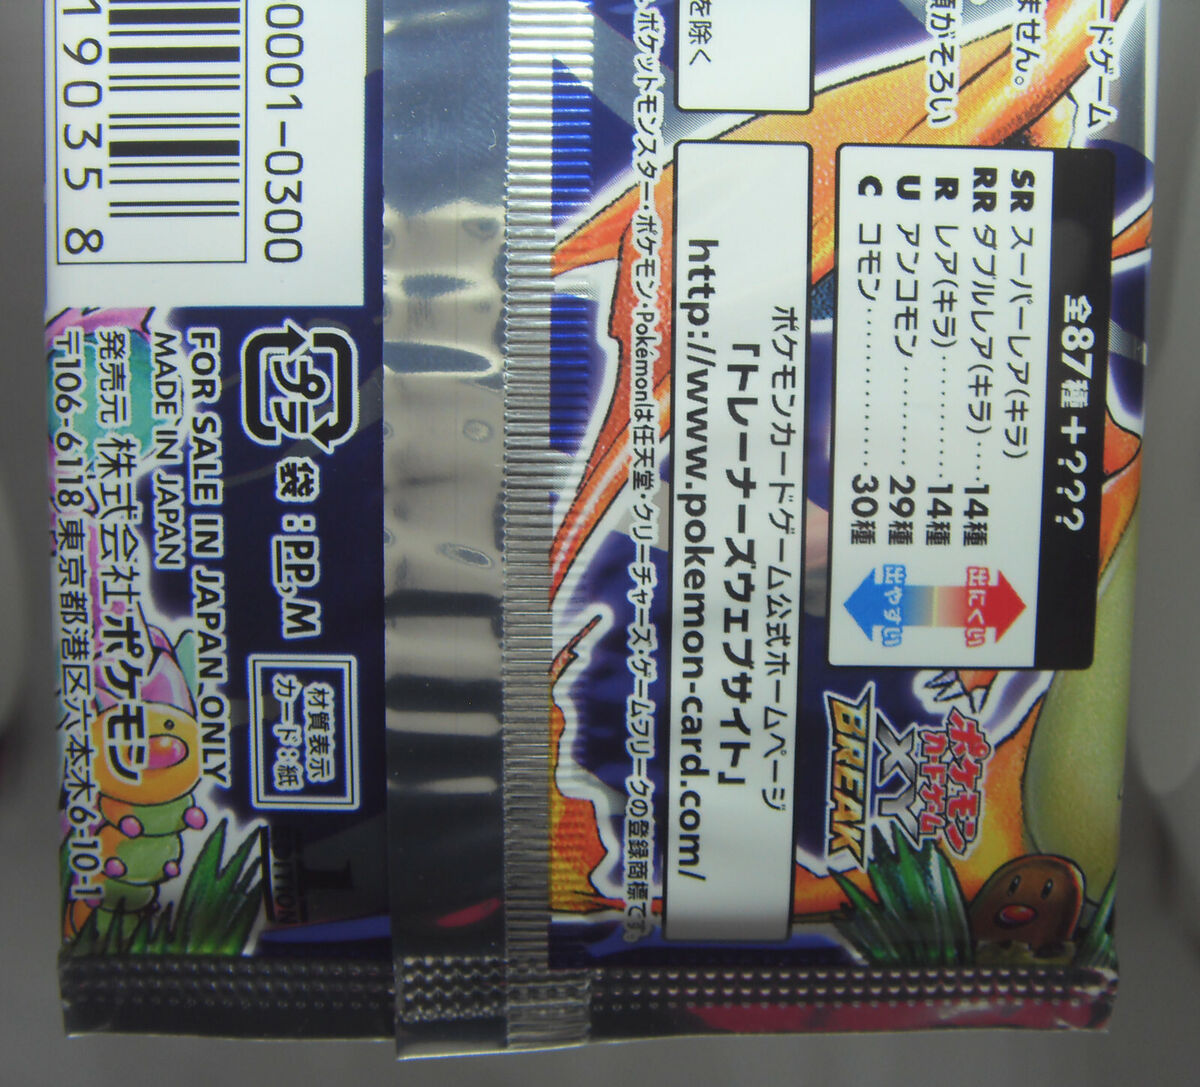 ードゲーム
ません。
類がそろい
を除く
全87種+???
SR スーパーレア(キラ)
RR ダブルレア(キラ)…14種
R レア(キラ)………14種
U アンコモン………29種
C コモン…………30種
出にくい
出やすい
ポケモンカードゲーム
XY
BREAK
ポケモンカードゲーム公式ホームページ
「トレーナーズウェブサイト」
http://www.pokemon-card.com/
ポケットモンスター・ポケモン・Pokémonは任天堂・クリーチャーズ・ゲームフリークの登録商標です。
0001-0300
190358
プラ
袋:PP,M
材質表示
カード:紙
FOR SALE IN JAPAN ONLY
MADE IN JAPAN
発売元 株式会社ポケモン
〒106-6118 東京都港区六本木6-10-1
1
EDITION